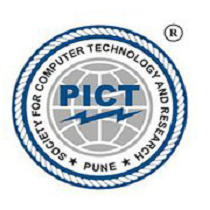 SOCIETY FOR COMPUTER TECHNOLOGY AND RESEARCH
PICT
★ PUNE ★
®